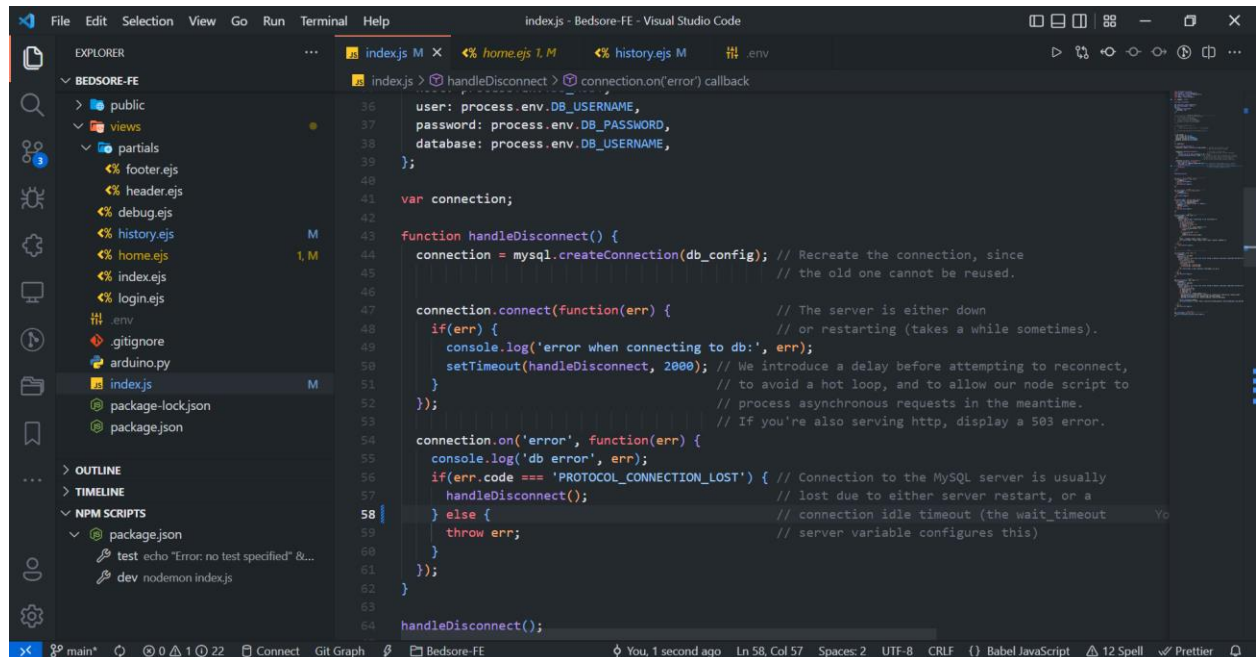 File Edit Selection View Go Run Terminal Help
index.js - Bedsore-FE - Visual Studio Code
EXPLORER
BEDSORE-FE
public
views
partials
footer.ejs
header.ejs
debug.ejs
history.ejs M
home.ejs 1, M
index.ejs
login.ejs
.env
.gitignore
arduino.py
index.js M
package-lock.json
package.json
OUTLINE
TIMELINE
NPM SCRIPTS
package.json
test echo "Error: no test specified" &...
dev nodemon index.js
index.js M home.ejs 1, M history.ejs M .env
index.js > handleDisconnect > connection.on('error') callback
36 user: process.env.DB_USERNAME,
37 password: process.env.DB_PASSWORD,
38 database: process.env.DB_USERNAME,
39 };
40
41 var connection;
42
43 function handleDisconnect() {
44 connection = mysql.createConnection(db_config); // Recreate the connection, since
45 // the old one cannot be reused.
46
47 connection.connect(function(err) { // The server is either down
48 if(err) { // or restarting (takes a while sometimes).
49 console.log('error when connecting to db:', err);
50 setTimeout(handleDisconnect, 2000); // We introduce a delay before attempting to reconnect,
51 } // to avoid a hot loop, and to allow our node script to
52 }); // process asynchronous requests in the meantime.
53 // If you're also serving http, display a 503 error.
54 connection.on('error', function(err) {
55 console.log('db error', err);
56 if(err.code === 'PROTOCOL_CONNECTION_LOST') { // Connection to the MySQL server is usually
57 handleDisconnect(); // lost due to either server restart, or a
58 } else { // connection idle timeout (the wait_timeout Yo
59 throw err; // server variable configures this)
60 }
61 });
62 }
63
64 handleDisconnect();
main* 0 1 22 Connect Git Graph Bedsore-FE You, 1 second ago Ln 58, Col 57 Spaces: 2 UTF-8 CRLF {} Babel JavaScript 12 Spell Prettier